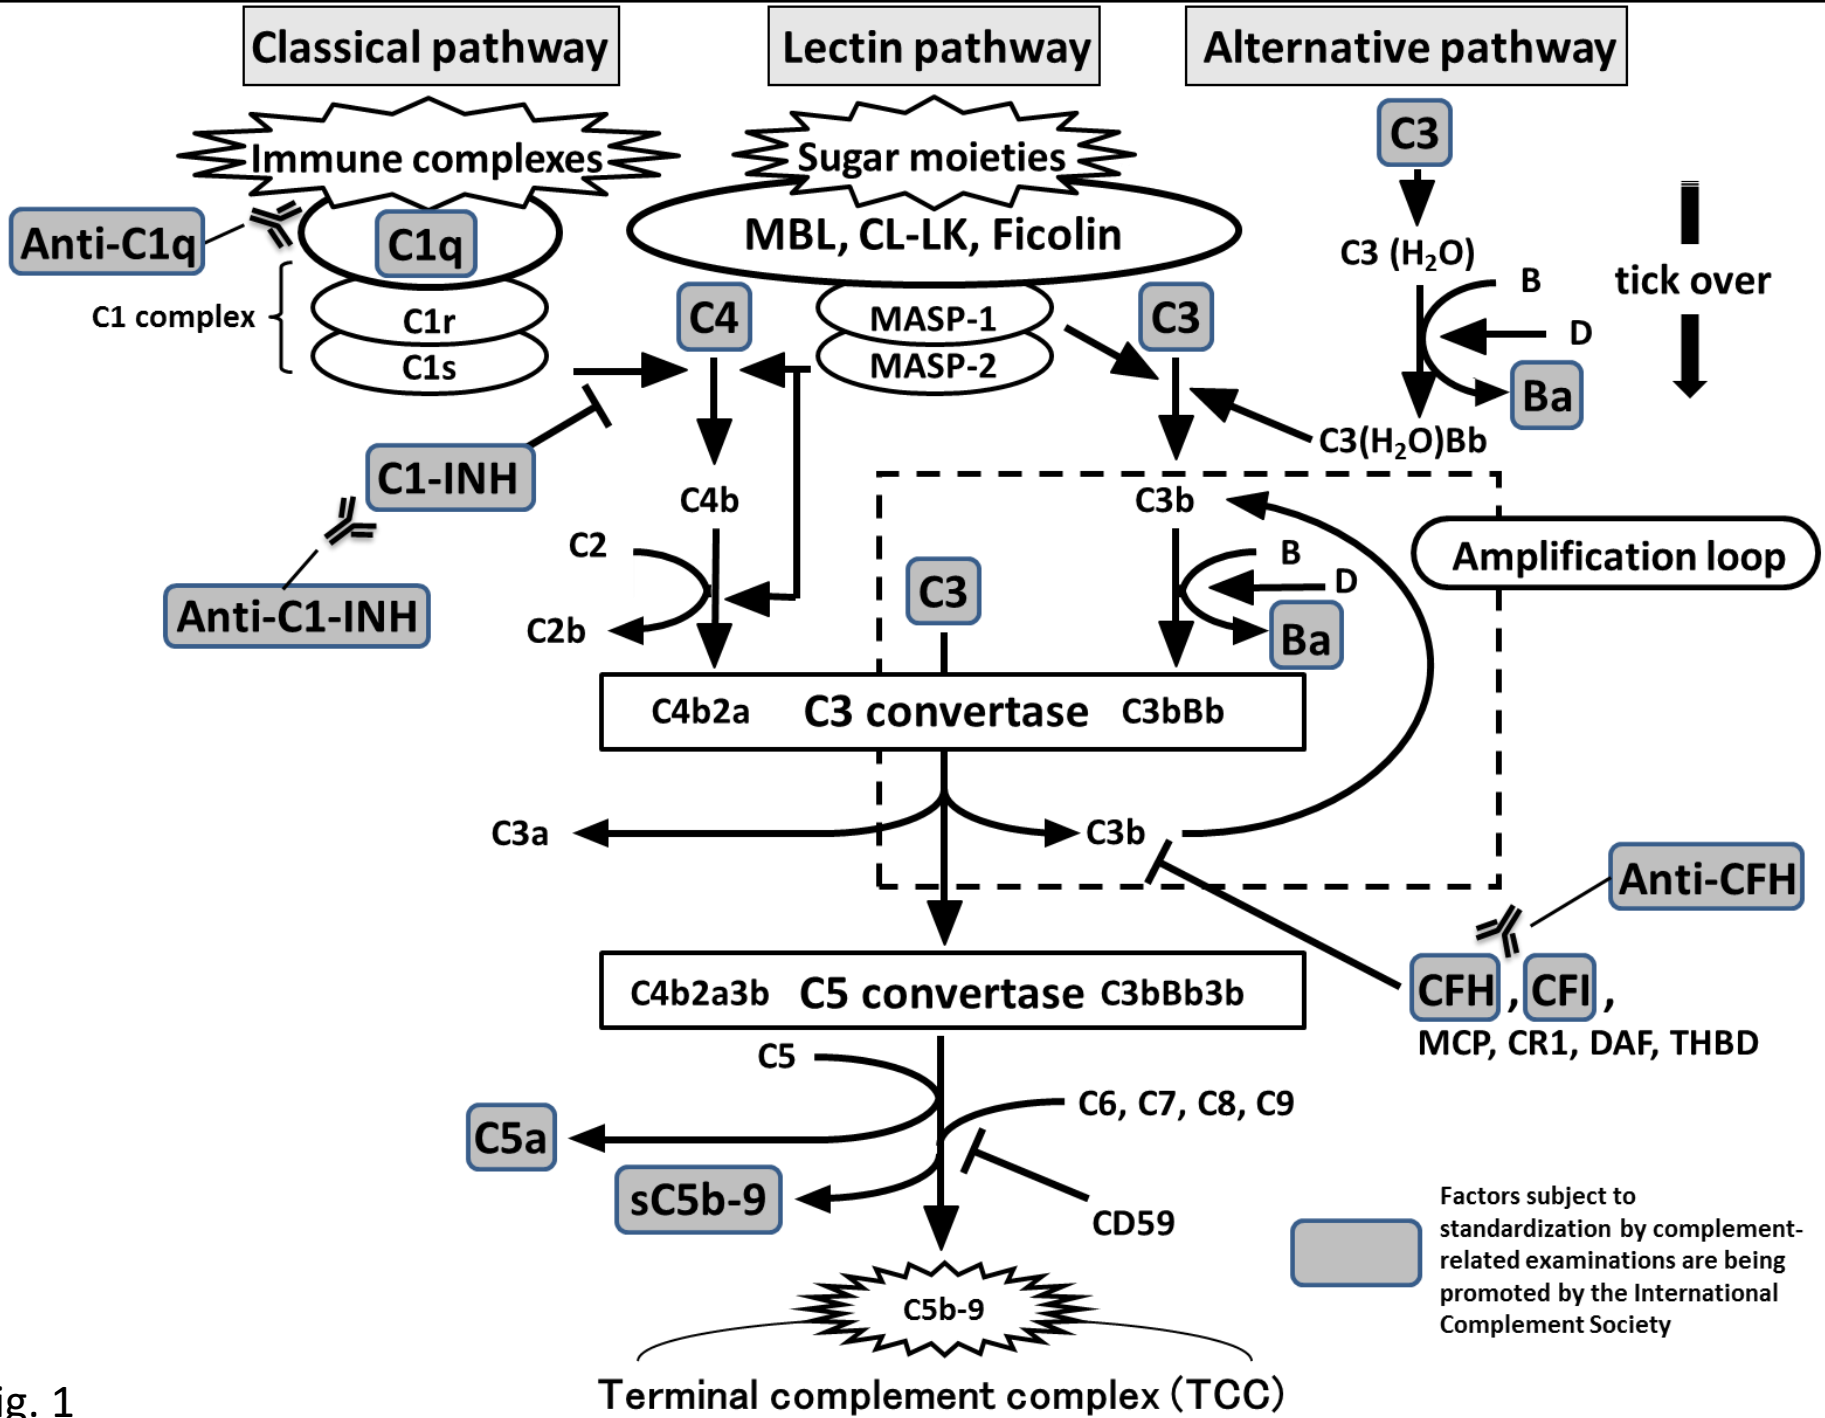 Classical pathway
Lectin pathway
Alternative pathway
Immune complexes
Sugar moieties
C3
Anti-C1q
C1q
MBL, CL-LK, Ficolin
C3 (H₂O)
tick over
B
C1 complex
C1r
C4
MASP-1
C3
D
C1s
MASP-2
Ba
C3(H₂O)Bb
C1-INH
C4b
C3b
C2
B
Amplification loop
C3
D
Anti-C1-INH
C2b
Ba
C4b2a C3 convertase C3bBb
C3a
C3b
Anti-CFH
C4b2a3b C5 convertase C3bBb3b
CFH , CFI ,
MCP, CR1, DAF, THBD
C5
C6, C7, C8, C9
C5a
sC5b-9
CD59
Factors subject to
standardization by complement-
related examinations are being
promoted by the International
Complement Society
C5b-9
Terminal complement complex (TCC)
ig. 1